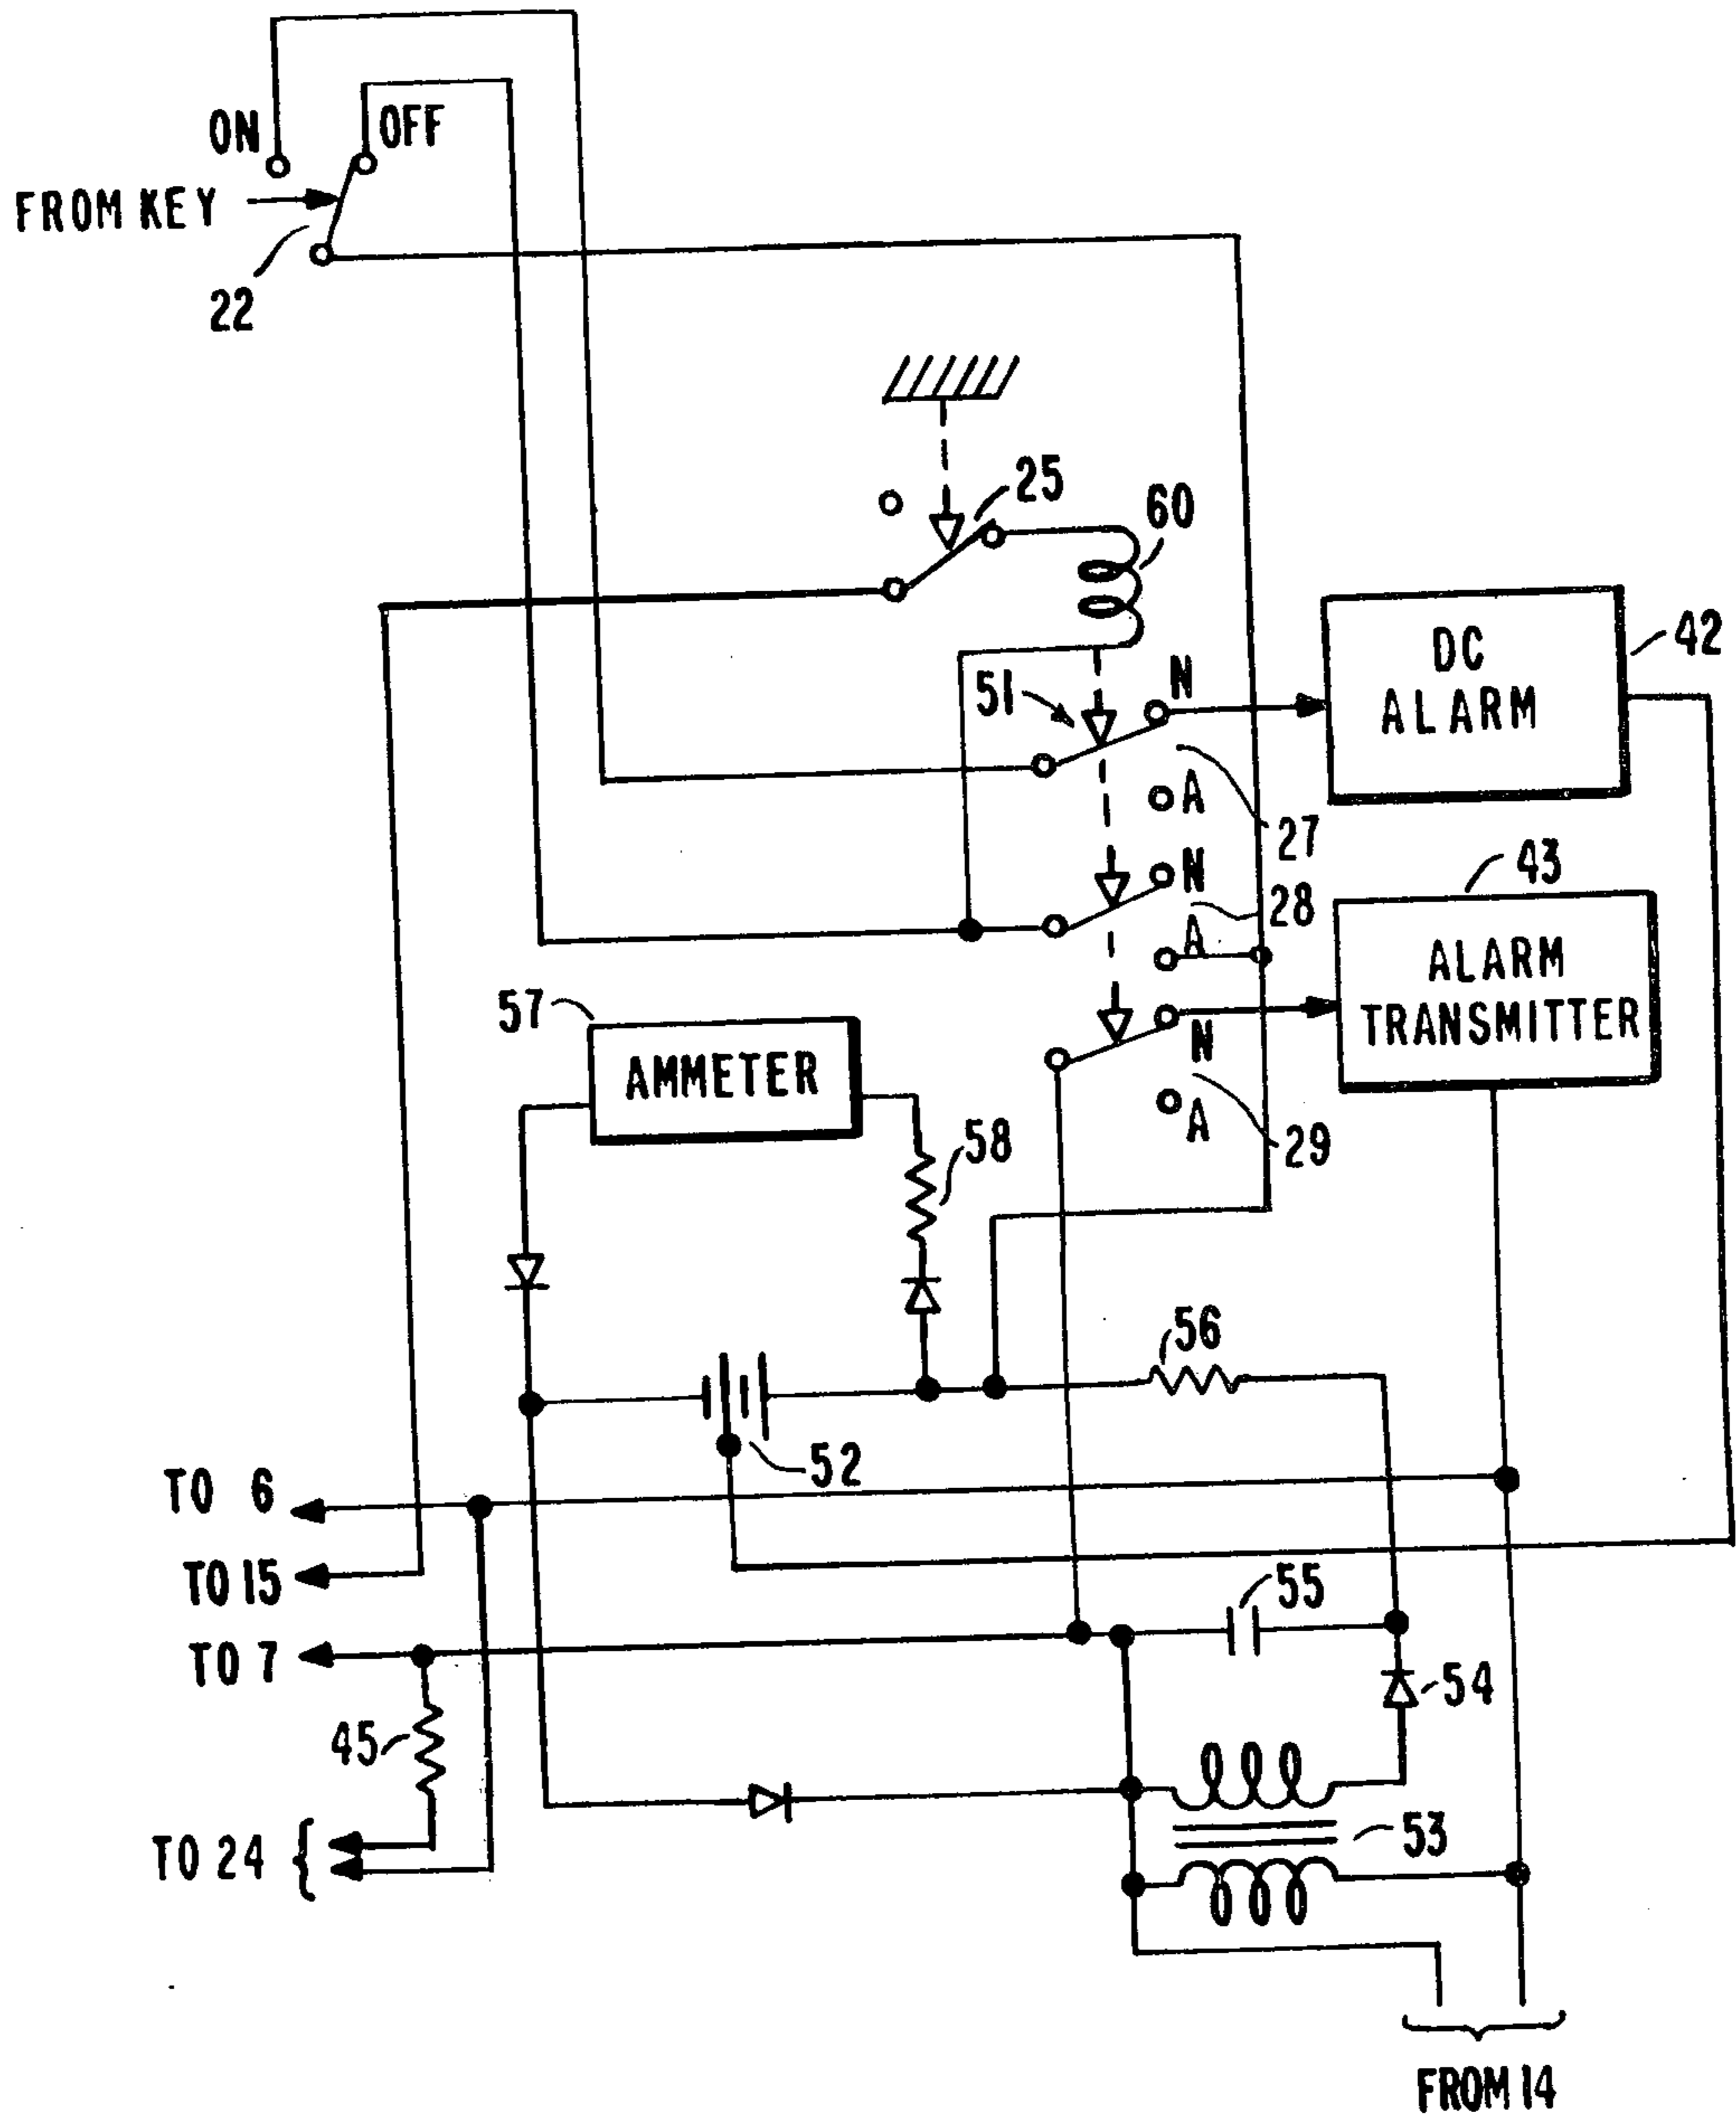 ON
OFF
FROM KEY
22
25
60
DC
ALARM
42
51
N
A
27
N
A
28
43
ALARM
TRANSMITTER
N
A
29
57
AMMETER
58
56
52
TO 6
TO 15
55
TO 7
54
45
53
TO 24 {
FROM 14